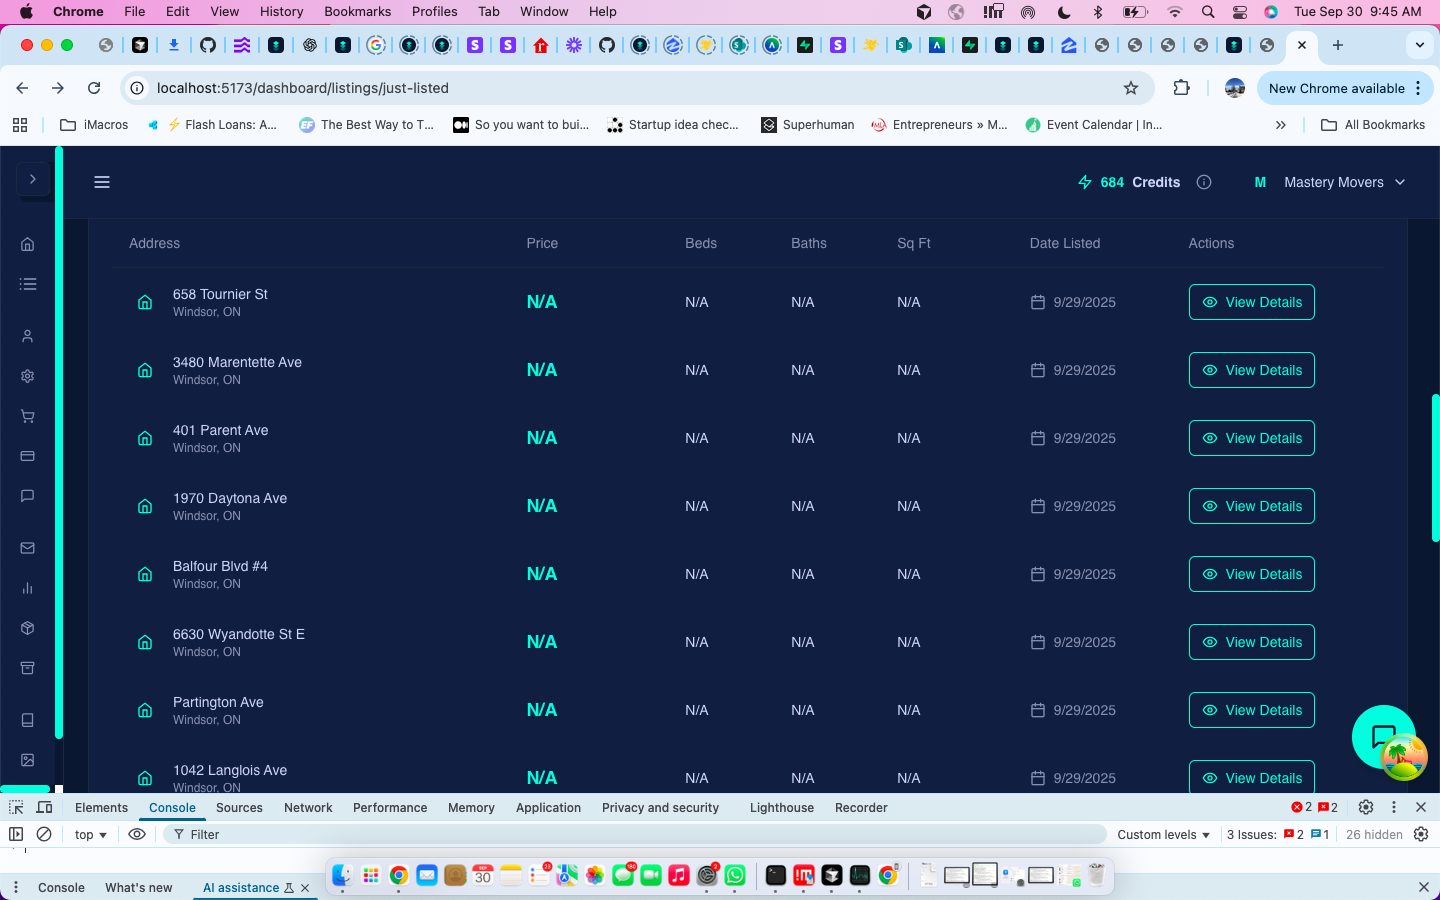 Chrome File Edit View History Bookmarks Profiles Tab Window Help Tue Sep 30 9:45 AM
localhost:5173/dashboard/listings/just-listed New Chrome available
iMacros ⚡ Flash Loans: A... The Best Way to T... So you want to bui... Startup idea chec... Superhuman Entrepreneurs » M... Event Calendar | In... All Bookmarks
684 Credits M Mastery Movers
Address Price Beds Baths Sq Ft Date Listed Actions
658 Tournier St
Windsor, ON
N/A N/A N/A N/A 9/29/2025 View Details
3480 Marentette Ave
Windsor, ON
N/A N/A N/A N/A 9/29/2025 View Details
401 Parent Ave
Windsor, ON
N/A N/A N/A N/A 9/29/2025 View Details
1970 Daytona Ave
Windsor, ON
N/A N/A N/A N/A 9/29/2025 View Details
Balfour Blvd #4
Windsor, ON
N/A N/A N/A N/A 9/29/2025 View Details
6630 Wyandotte St E
Windsor, ON
N/A N/A N/A N/A 9/29/2025 View Details
Partington Ave
Windsor, ON
N/A N/A N/A N/A 9/29/2025 View Details
1042 Langlois Ave
Windsor, ON
N/A N/A N/A N/A 9/29/2025 View Details
Elements Console Sources Network Performance Memory Application Privacy and security Lighthouse Recorder 2 2
top Filter Custom levels 3 Issues: 2 1 26 hidden
Console What's new AI assistance
SEP
30